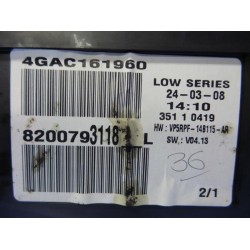 4GAC161960
LOW SERIES
24-03-08
14:10
351 1 0419
HW : VPSRPF-14B115-AR
SW.: V04.13
8200793118 L
36
2/1